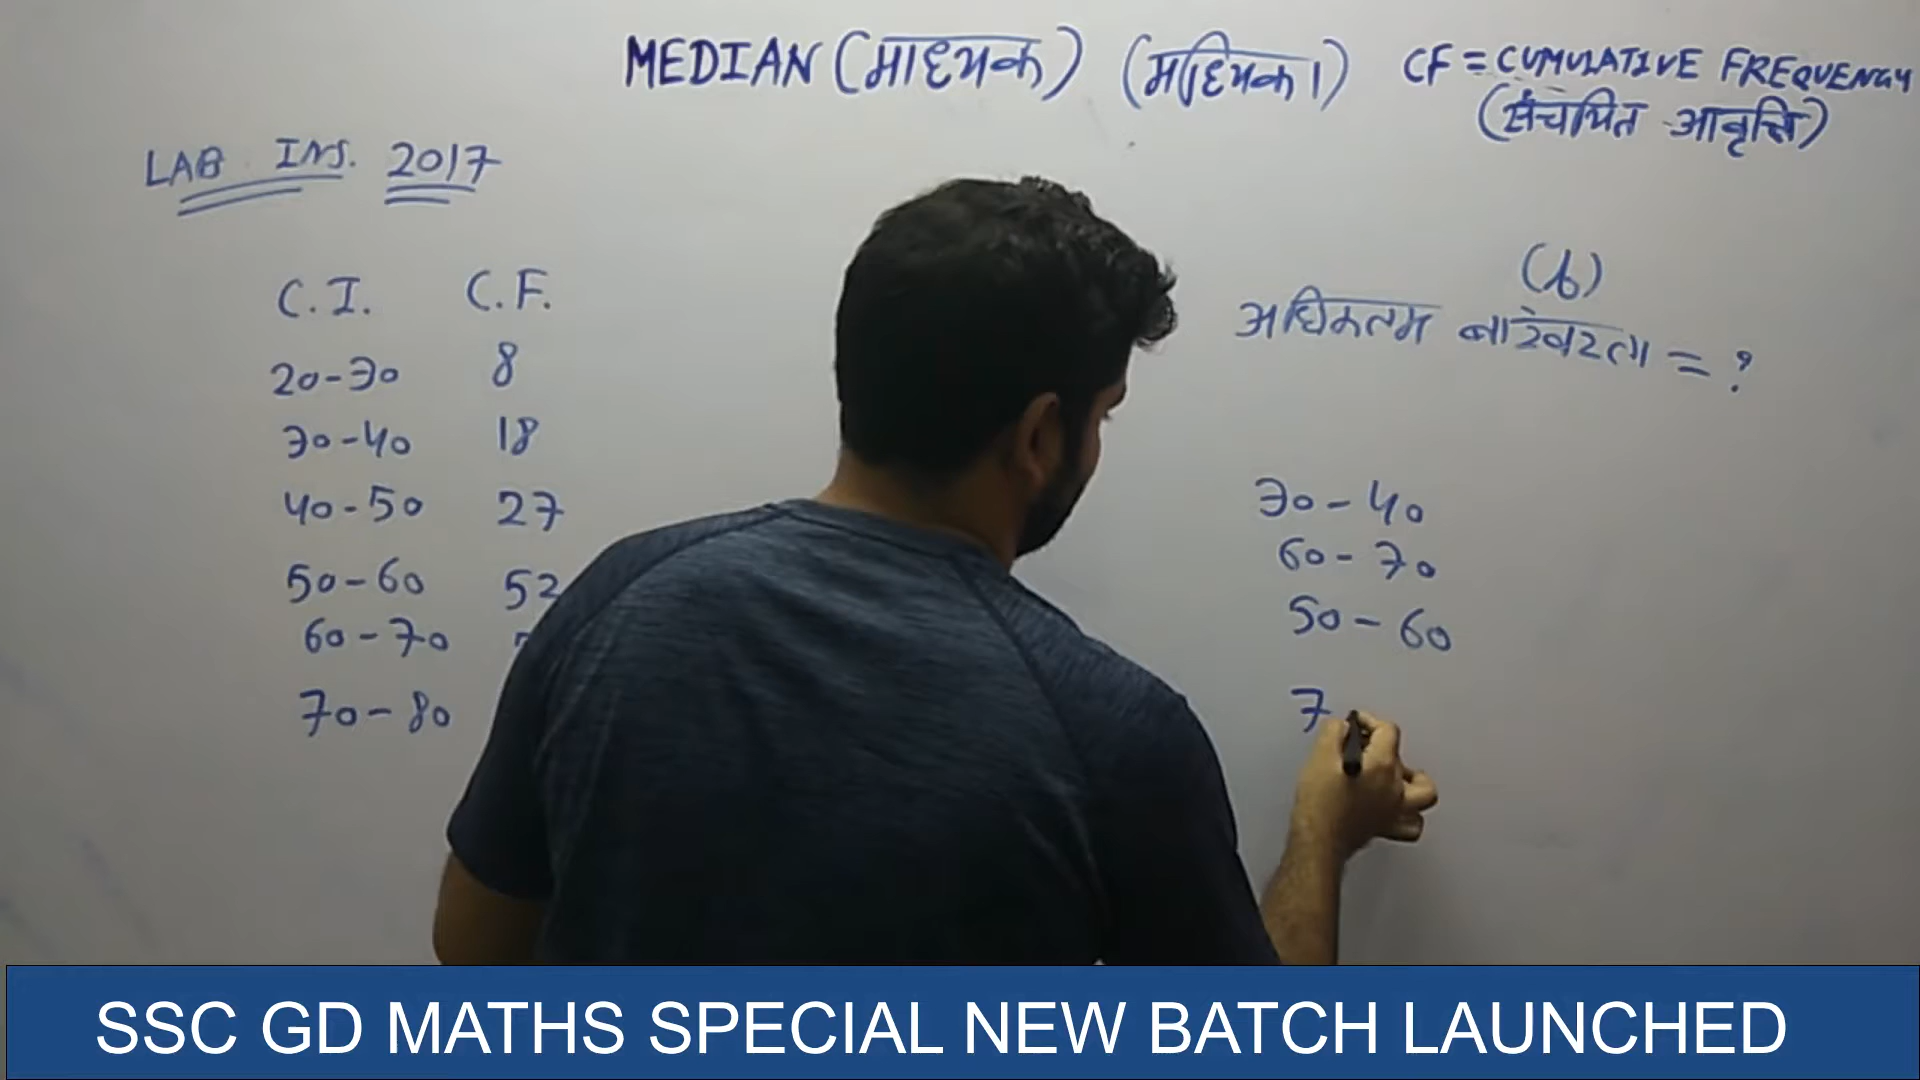 MEDIAN (माध्यक) (मध्यिका) CF = CUMULATIVE FREQUENCY
(संचयित आवृत्ति)
LAB INS. 2017
C.I. C.F.
20-30 8
30-40 18
40-50 27
50-60 52
60-70
70-80
(b)
अधिकतम बारंबरता = ?
30-40
60-70
50-60
7
SSC GD MATHS SPECIAL NEW BATCH LAUNCHED